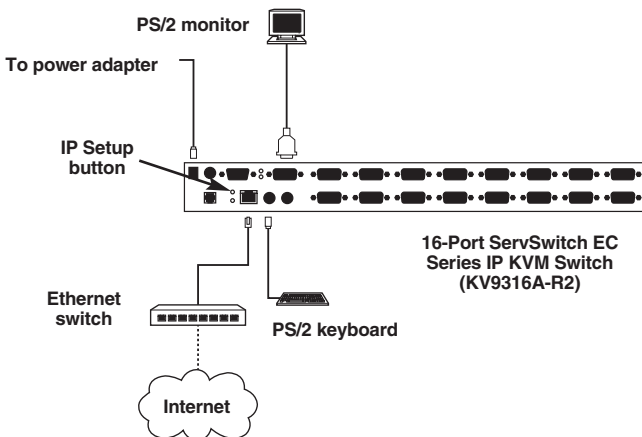 PS/2 monitor
To power adapter
IP Setup
button
16-Port ServSwitch EC
Series IP KVM Switch
(KV9316A-R2)
Ethernet
switch
PS/2 keyboard
Internet